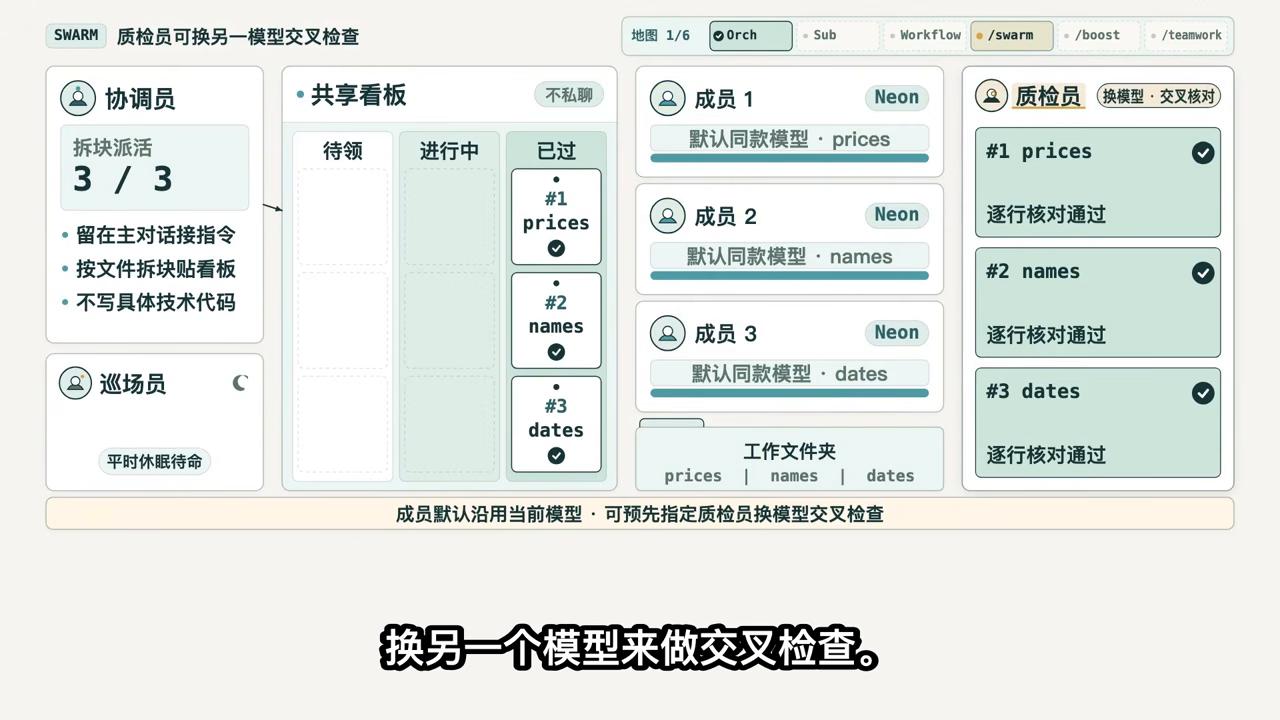 SWARM 质检员可换另一模型交叉检查
地图 1/6 Orch Sub Workflow /swarm /boost /teamwork
协调员
拆块派活
3 / 3
留在主对话接指令
按文件拆块贴看板
不写具体技术代码
巡场员
平时休眠待命
共享看板 不私聊
待领 进行中 已过
#1
prices
#2
names
#3
dates
成员 1 Neon
默认同款模型 · prices
成员 2 Neon
默认同款模型 · names
成员 3 Neon
默认同款模型 · dates
工作文件夹
prices | names | dates
质检员 换模型 · 交叉核对
#1 prices
逐行核对通过
#2 names
逐行核对通过
#3 dates
逐行核对通过
成员默认沿用当前模型 · 可预先指定质检员换模型交叉检查
换另一个模型来做交叉检查。